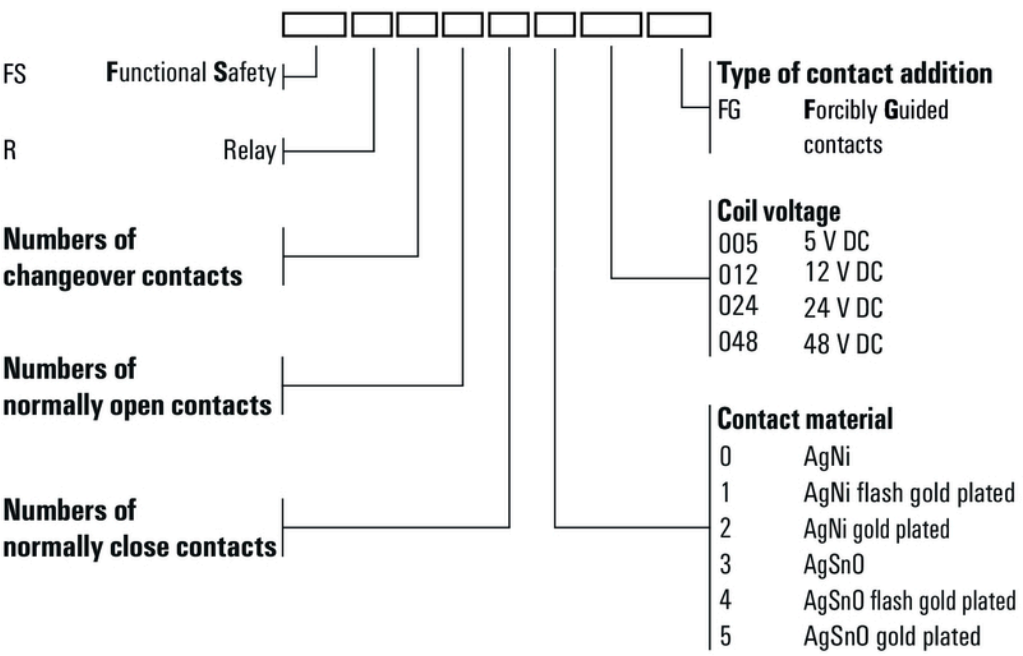 FS Functional Safety
R Relay
Numbers of
changeover contacts
Numbers of
normally open contacts
Numbers of
normally close contacts
Type of contact addition
FG Forcibly Guided
contacts
Coil voltage
005 5 V DC
012 12 V DC
024 24 V DC
048 48 V DC
Contact material
0 AgNi
1 AgNi flash gold plated
2 AgNi gold plated
3 AgSnO
4 AgSnO flash gold plated
5 AgSnO gold plated